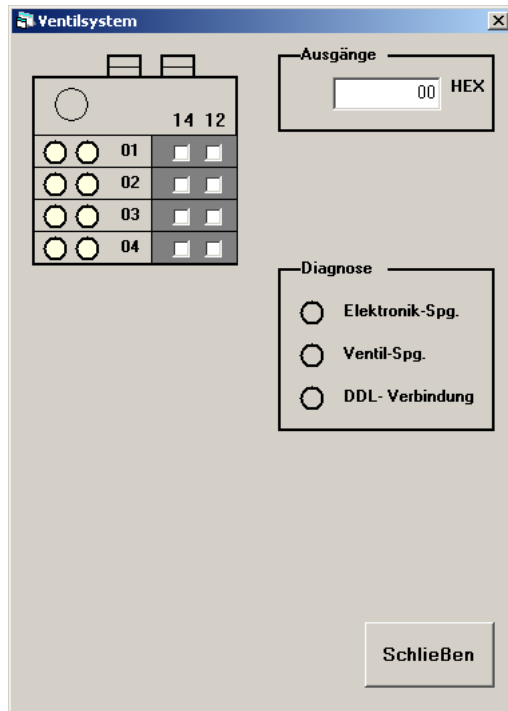 Ventilsystem
Ausgänge
00 HEX
14 12
01
02
03
04
Diagnose
Elektronik-Spg.
Ventil-Spg.
DDL- Verbindung
Schließen